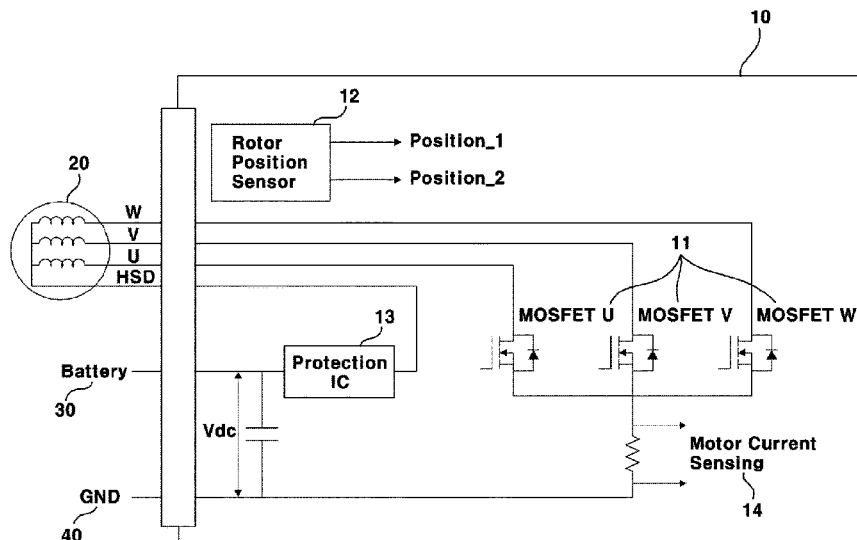 10
12
Rotor
Position
Sensor
Position_1
Position_2
20
W
V
U
HSD
11
MOSFET U
MOSFET V
MOSFET W
13
Protection
IC
Battery
30
Vdc
Motor Current
Sensing
14
GND
40